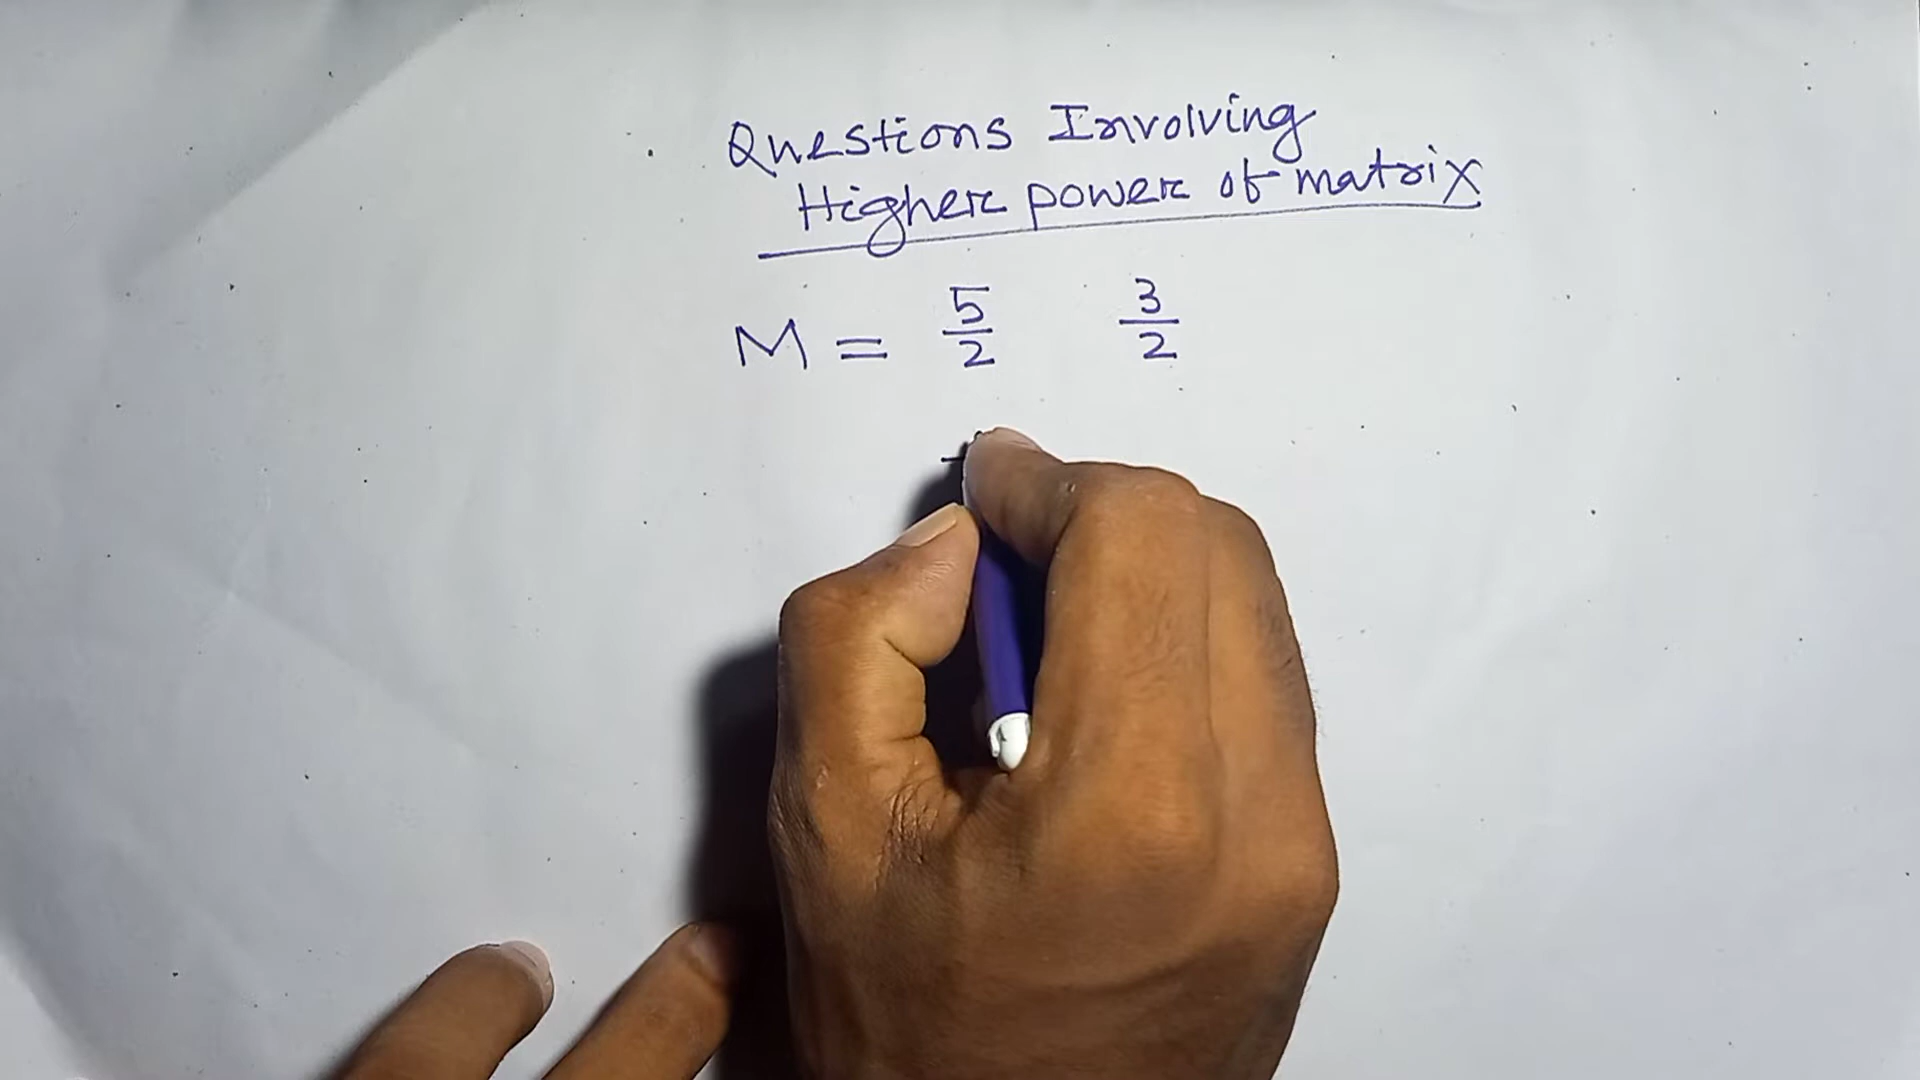 Questions Involving
Higher power of matrix
M = 5/2 3/2
-